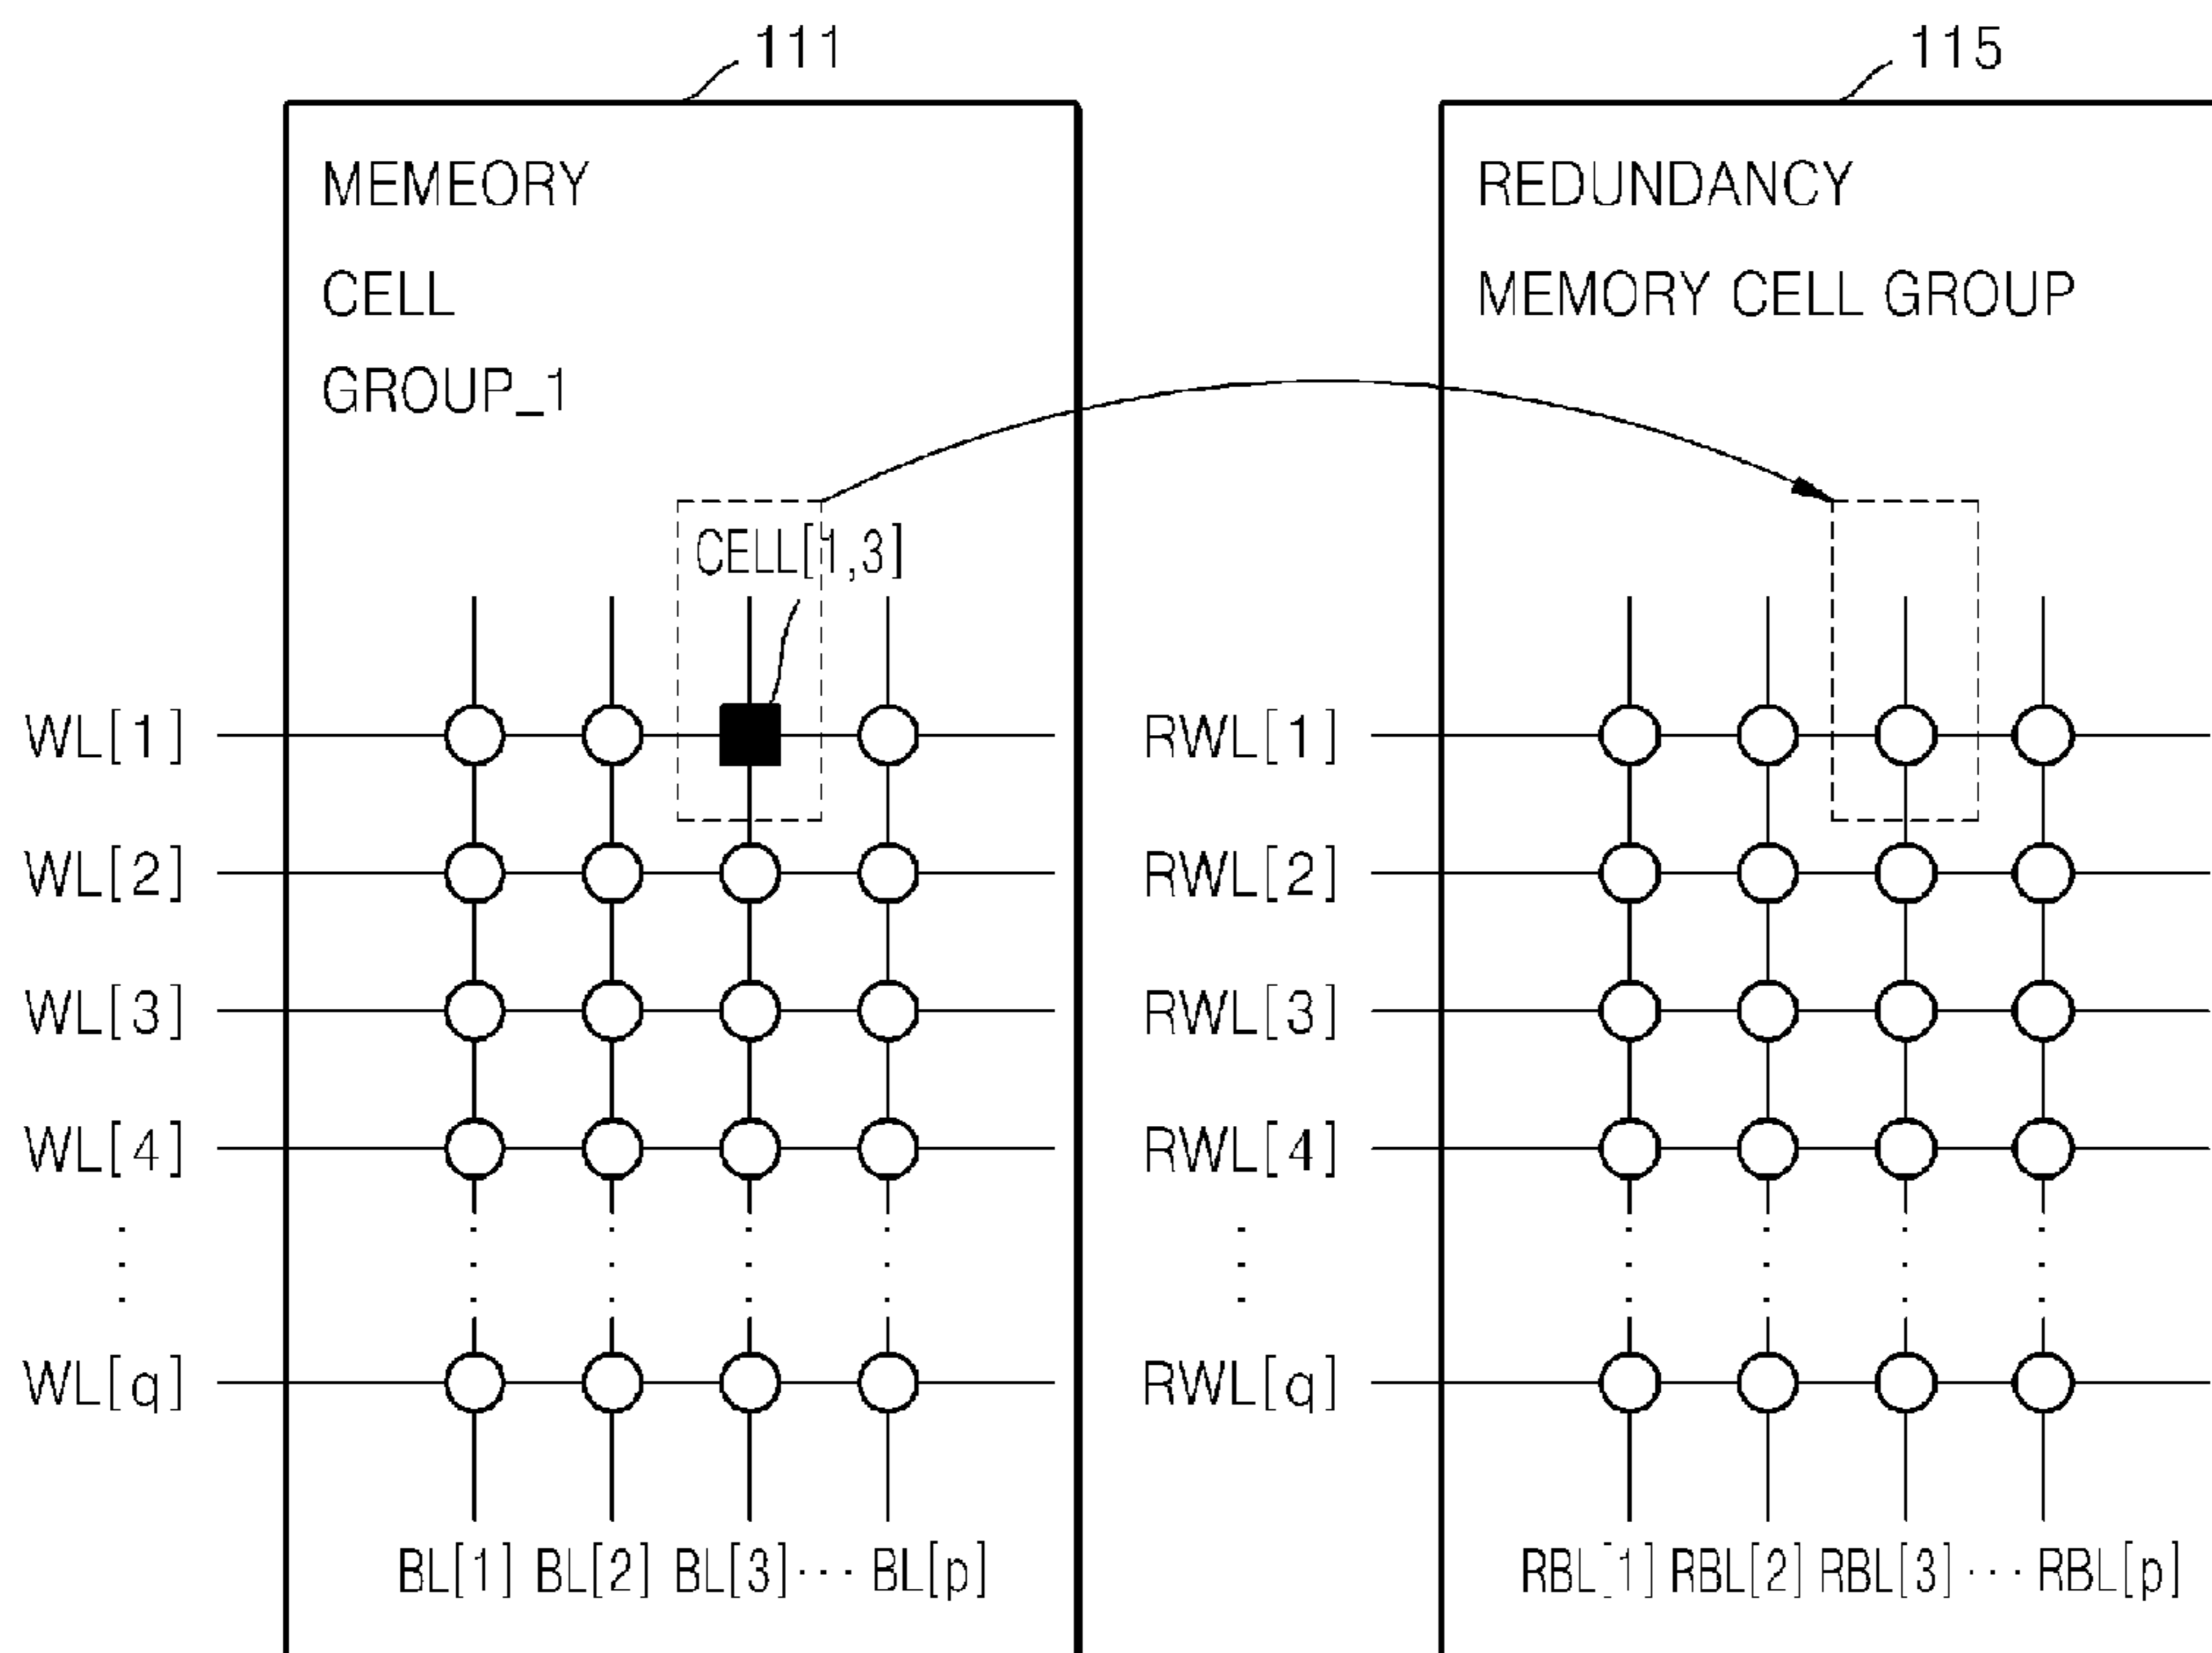 111
115
MEMEORY
CELL
GROUP_1
REDUNDANCY
MEMORY CELL GROUP
CELL[1,3]
WL[1]
RWL[1]
WL[2]
RWL[2]
WL[3]
RWL[3]
WL[4]
RWL[4]
WL[q]
RWL[q]
BL[1] BL[2] BL[3]··· BL[p]
RBL[1] RBL[2] RBL[3]··· RBL[p]